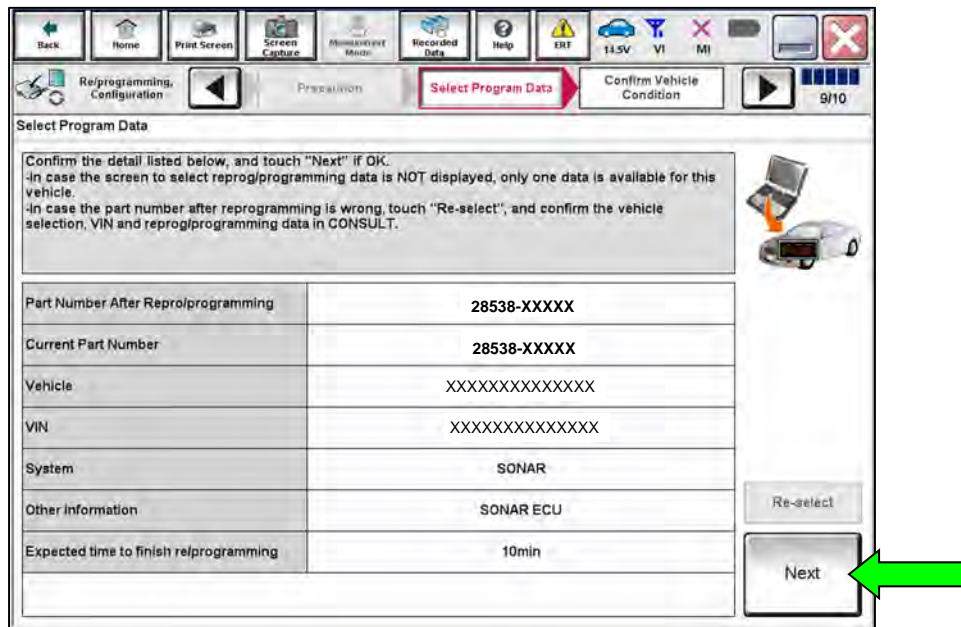 Back Home Print Screen Screen Capture Measurement Mode Recorded Data Help ERT 14.5V VI MI
Re/programming, Configuration Precaution Select Program Data Confirm Vehicle Condition 9/10
Select Program Data
Confirm the detail listed below, and touch "Next" if OK.
-In case the screen to select reprog/programming data is NOT displayed, only one data is available for this
vehicle.
-In case the part number after reprogramming is wrong, touch "Re-select", and confirm the vehicle
selection, VIN and reprog/programming data in CONSULT.
Part Number After Repro/programming 28538-XXXXX
Current Part Number 28538-XXXXX
Vehicle XXXXXXXXXXXXXX
VIN XXXXXXXXXXXXXX
System SONAR
Other Information SONAR ECU
Expected time to finish re/programming 10min
Re-select
Next